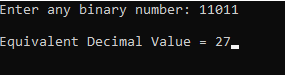 Enter any binary number: 11011
Equivalent Decimal Value = 27